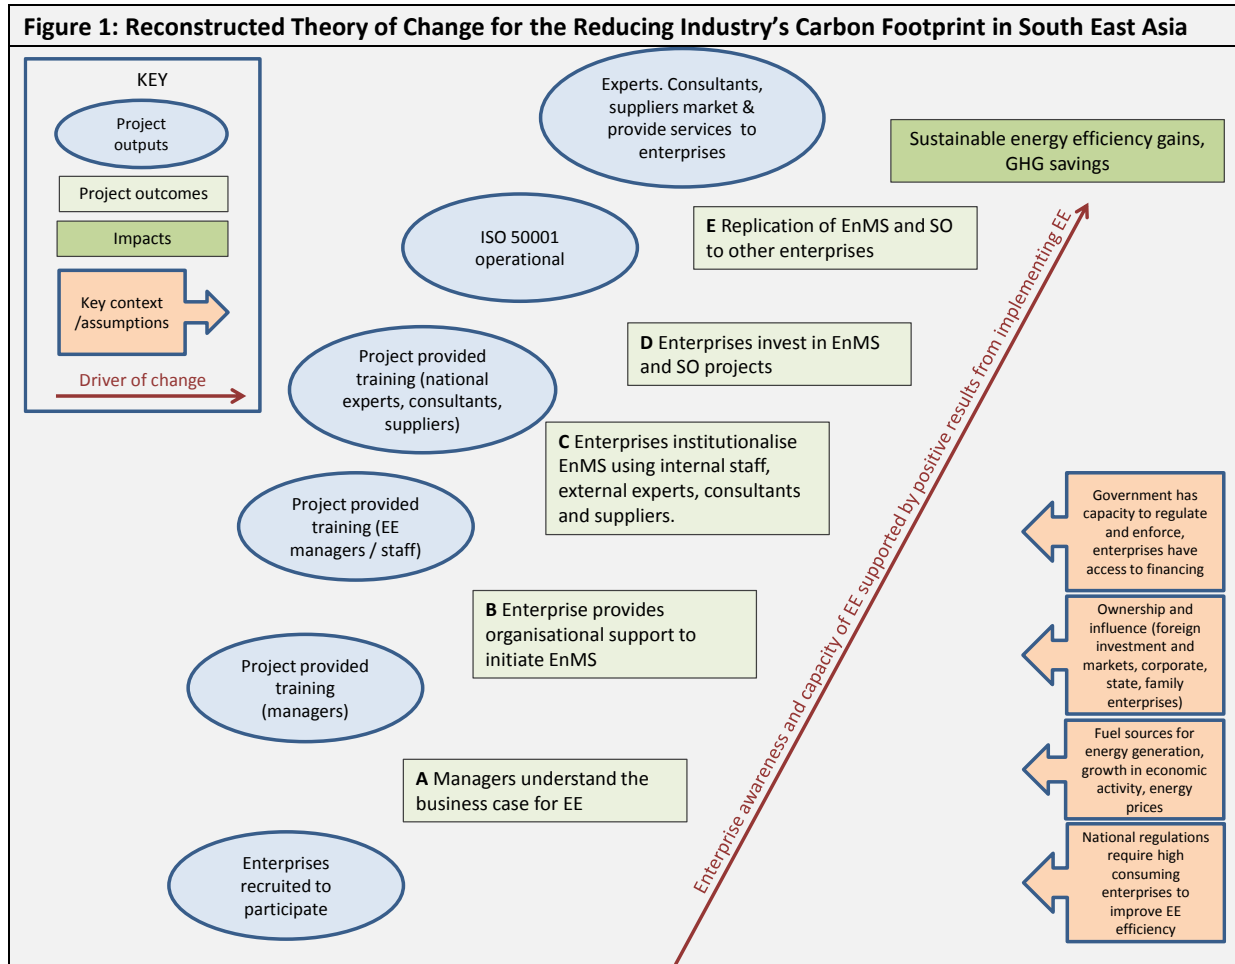 Figure 1: Reconstructed Theory of Change for the Reducing Industry's Carbon Footprint in South East Asia
KEY
Project
outputs
Project outcomes
Impacts
Key context
/assumptions
Driver of change
Experts. Consultants,
suppliers market &
provide services to
enterprises
Sustainable energy efficiency gains,
GHG savings
ISO 50001
operational
E Replication of EnMS and SO
to other enterprises
Project provided
training (national
experts, consultants,
suppliers)
D Enterprises invest in EnMS
and SO projects
C Enterprises institutionalise
EnMS using internal staff,
external experts, consultants
and suppliers.
Project provided
training (EE
managers / staff)
B Enterprise provides
organisational support to
initiate EnMS
Project provided
training
(managers)
A Managers understand the
business case for EE
Enterprises
recruited to
participate
Enterprise awareness and capacity of EE supported by positive results from implementing EE
Government has
capacity to regulate
and enforce,
enterprises have
access to financing
Ownership and
influence (foreign
investment and
markets, corporate,
state, family
enterprises)
Fuel sources for
energy generation,
growth in economic
activity, energy
prices
National regulations
require high
consuming
enterprises to
improve EE
efficiency